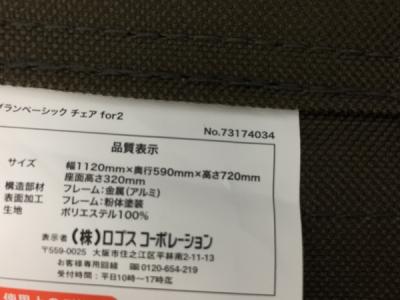 グランベーシック チェア for2
No.73174034
品質表示
サイズ 幅1120mm×奥行590mm×高さ720mm
座面高さ320mm
構造部材 フレーム:金属(アルミ)
表面加工 フレーム:粉体塗装
生地 ポリエステル100%
表示者 (株)ロゴス コーポレーション
〒559-0025 大阪市住之江区平林南2-11-13
お客様専用回線 0120-654-219
受付時間:平日10時〜17時迄